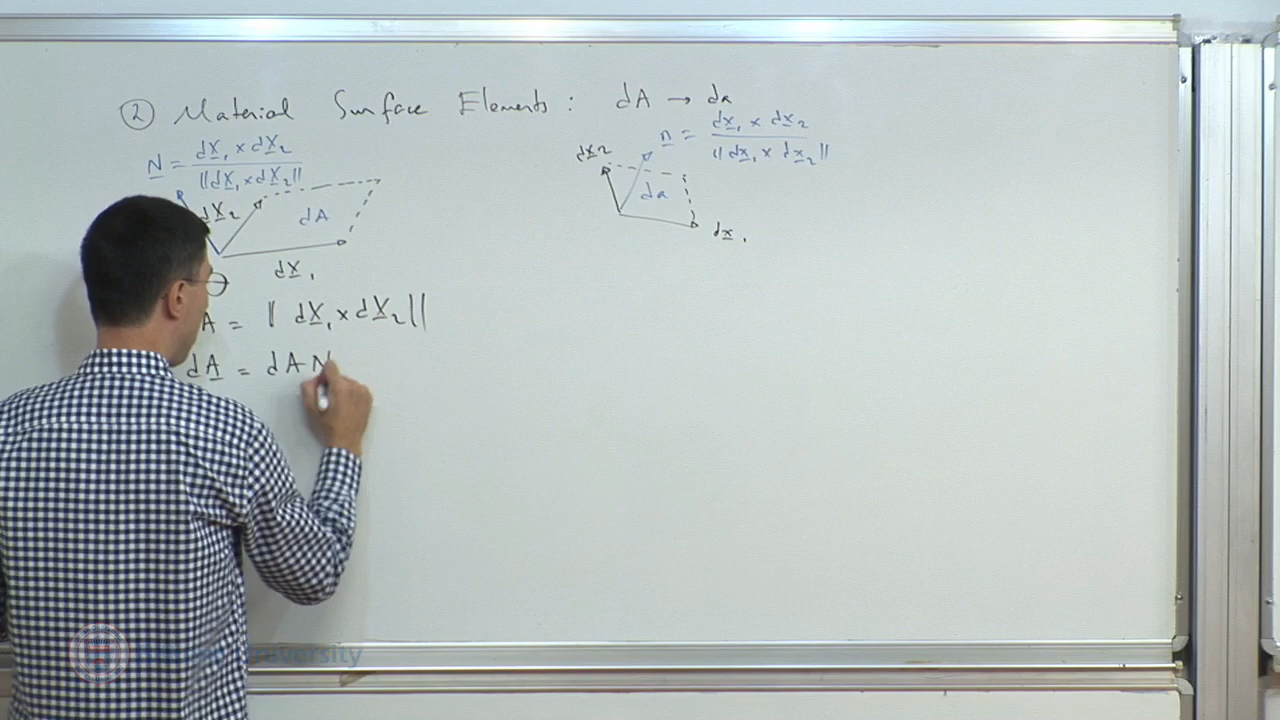 ② Material Surface Elements : dA → da
N = dX₁ × dX₂ / ||dX₁ × dX₂||
dX₂
dA
dX₁
n = dx₁ × dx₂ / ||dx₁ × dx₂||
dx₂
da
dx₁
A = || dX₁ × dX₂ ||
dA = dA N
University